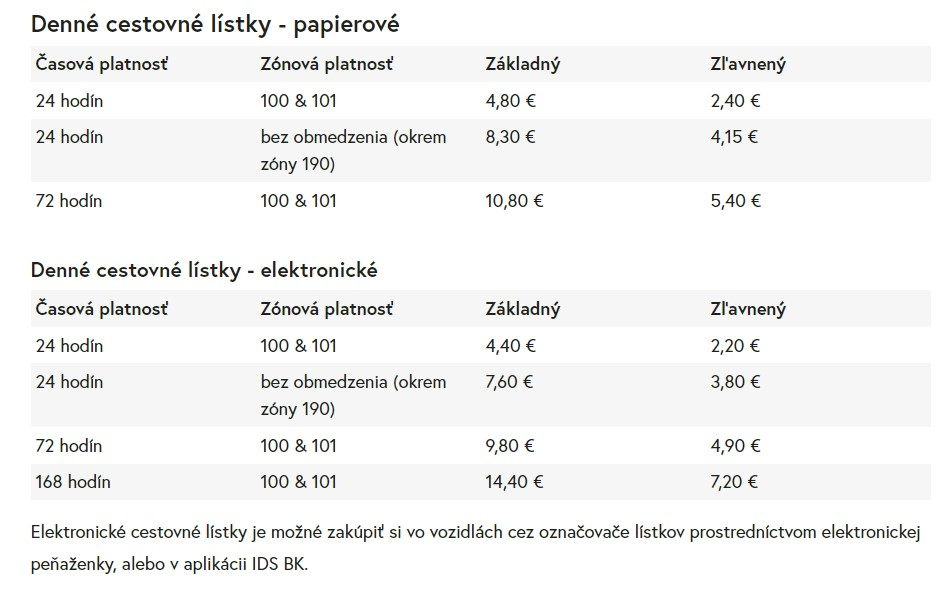 Denné cestovné lístky - papierové
Časová platnosť Zónová platnosť Základný Zľavnený
24 hodín 100 & 101 4,80 € 2,40 €
24 hodín bez obmedzenia (okrem 8,30 € 4,15 €
zóny 190)
72 hodín 100 & 101 10,80 € 5,40 €
Denné cestovné lístky - elektronické
Časová platnosť Zónová platnosť Základný Zľavnený
24 hodín 100 & 101 4,40 € 2,20 €
24 hodín bez obmedzenia (okrem 7,60 € 3,80 €
zóny 190)
72 hodín 100 & 101 9,80 € 4,90 €
168 hodín 100 & 101 14,40 € 7,20 €
Elektronické cestovné lístky je možné zakúpiť si vo vozidlách cez označovače lístkov prostredníctvom elektronickej
peňaženky, alebo v aplikácii IDS BK.